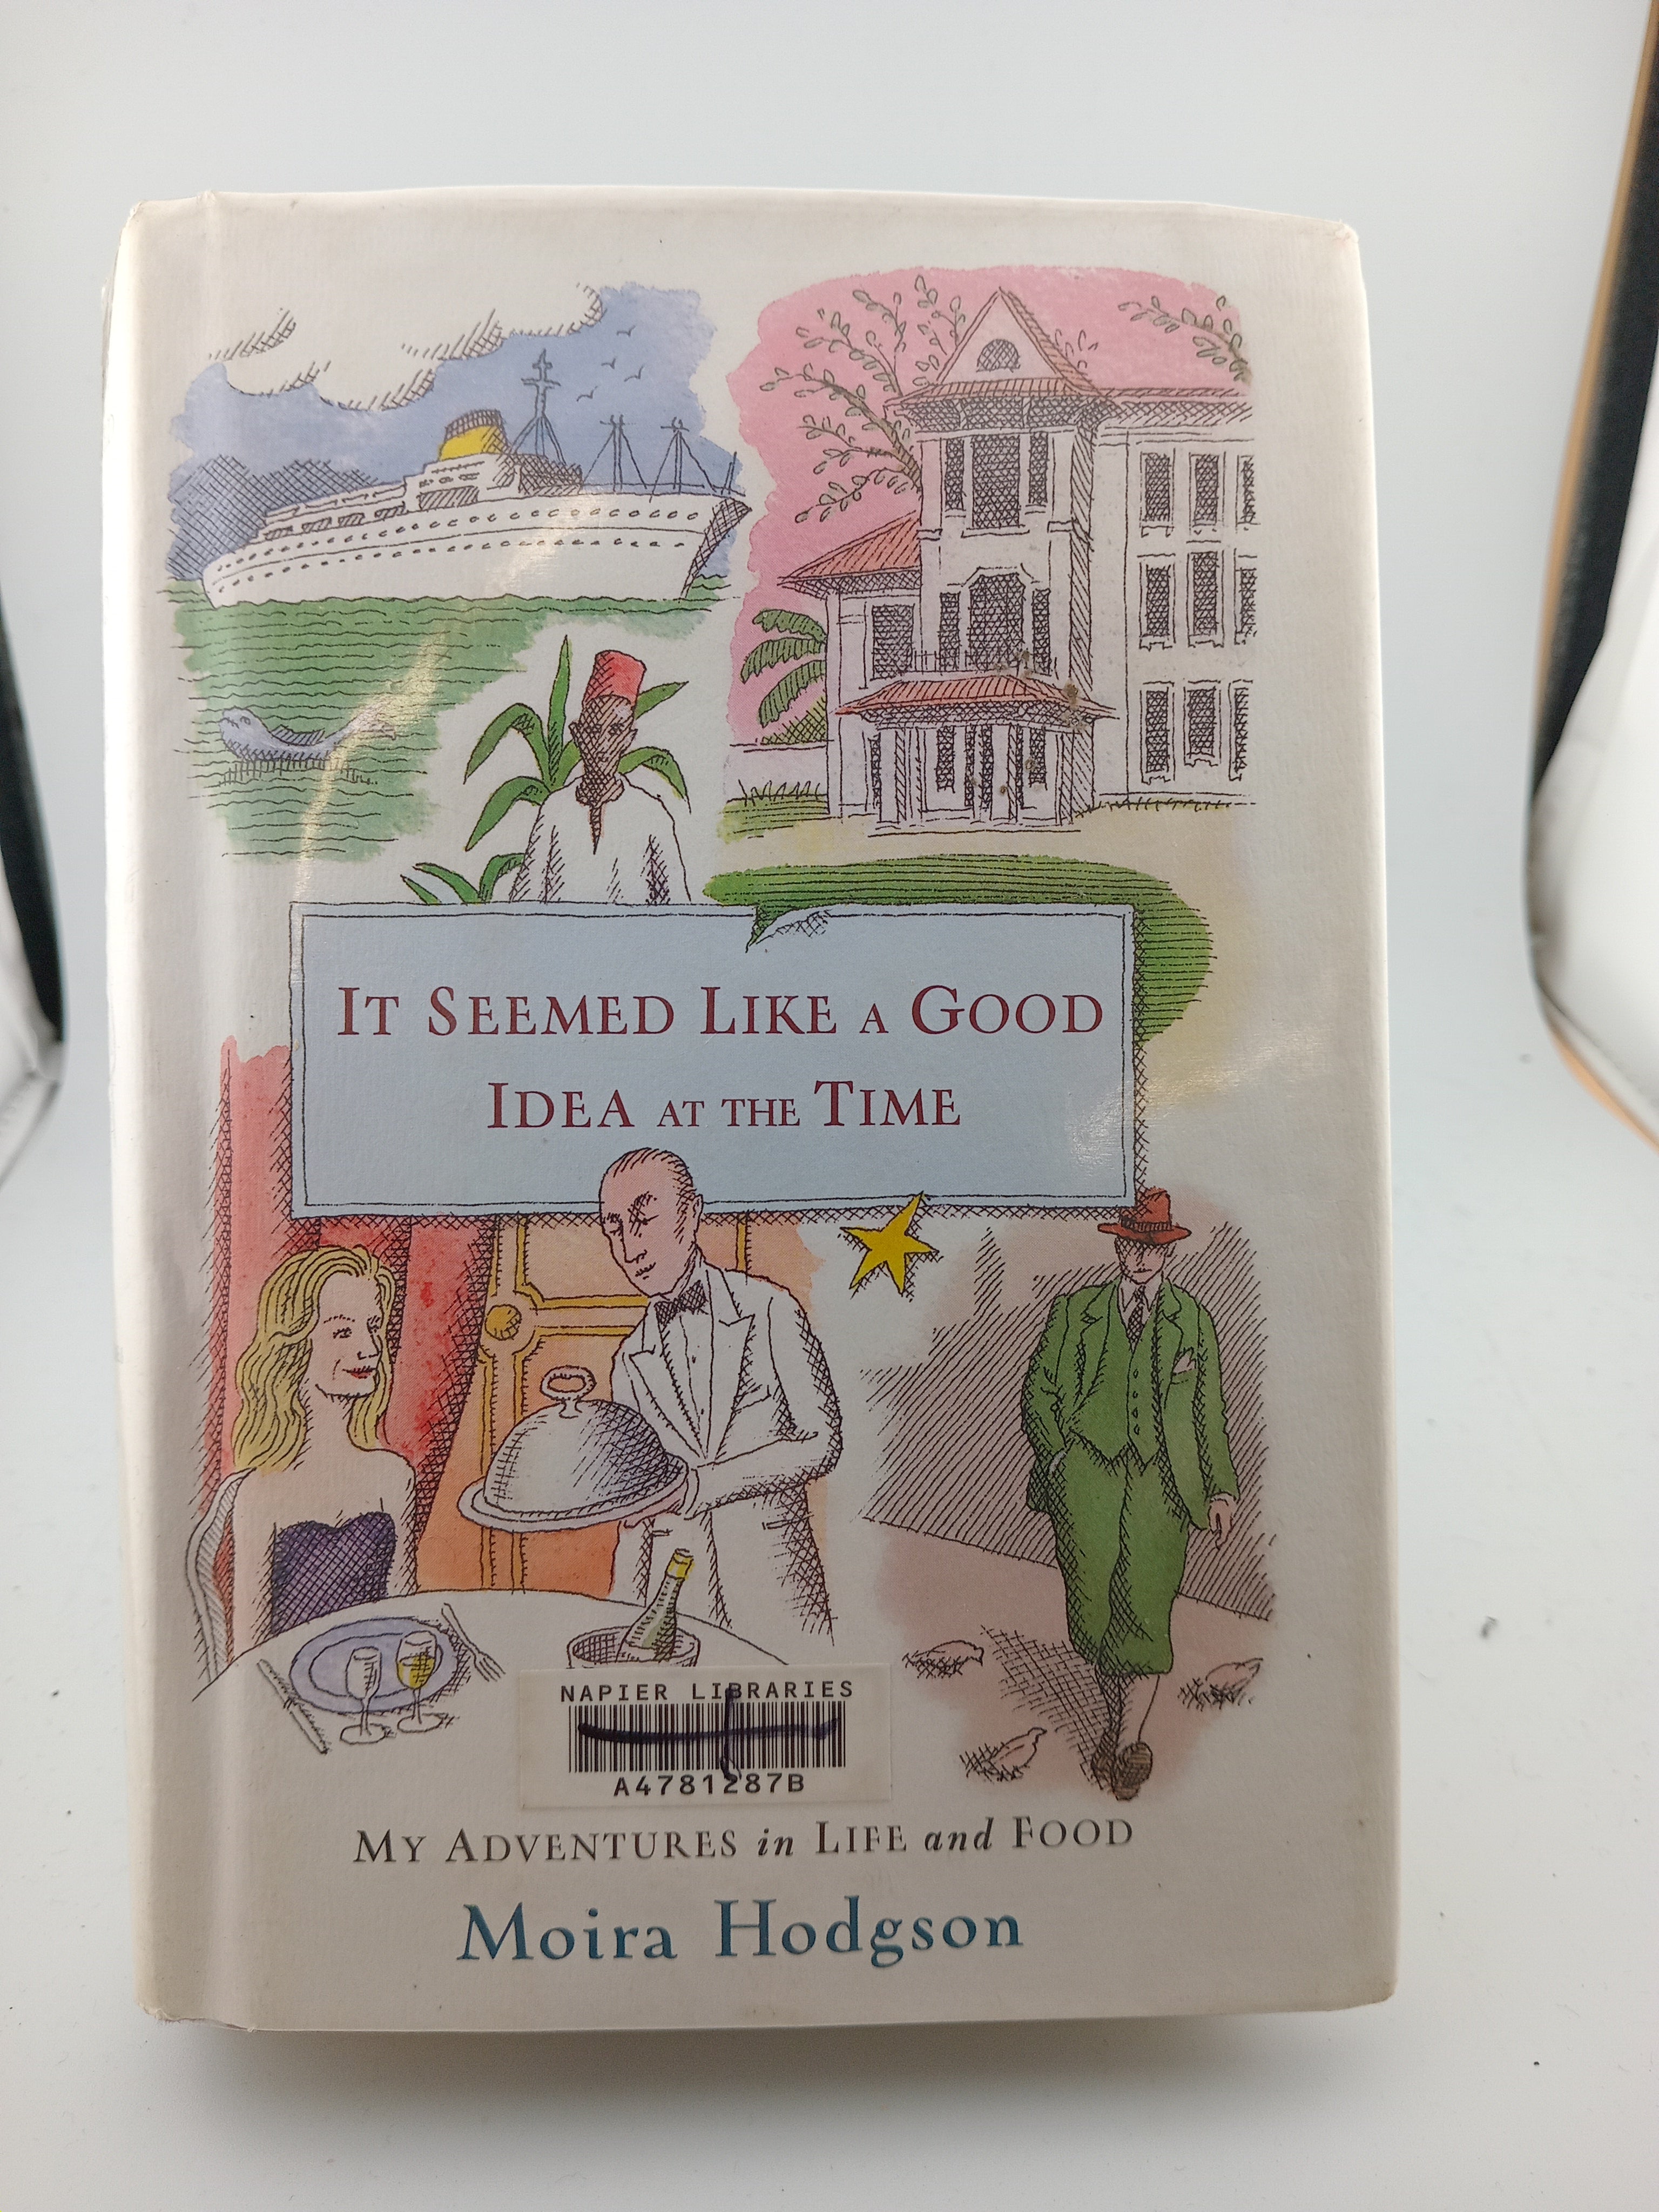 IT SEEMED LIKE A GOOD
IDEA AT THE TIME
NAPIER LIBRARIES
A4781287B
MY ADVENTURES in LIFE and FOOD
Moira Hodgson